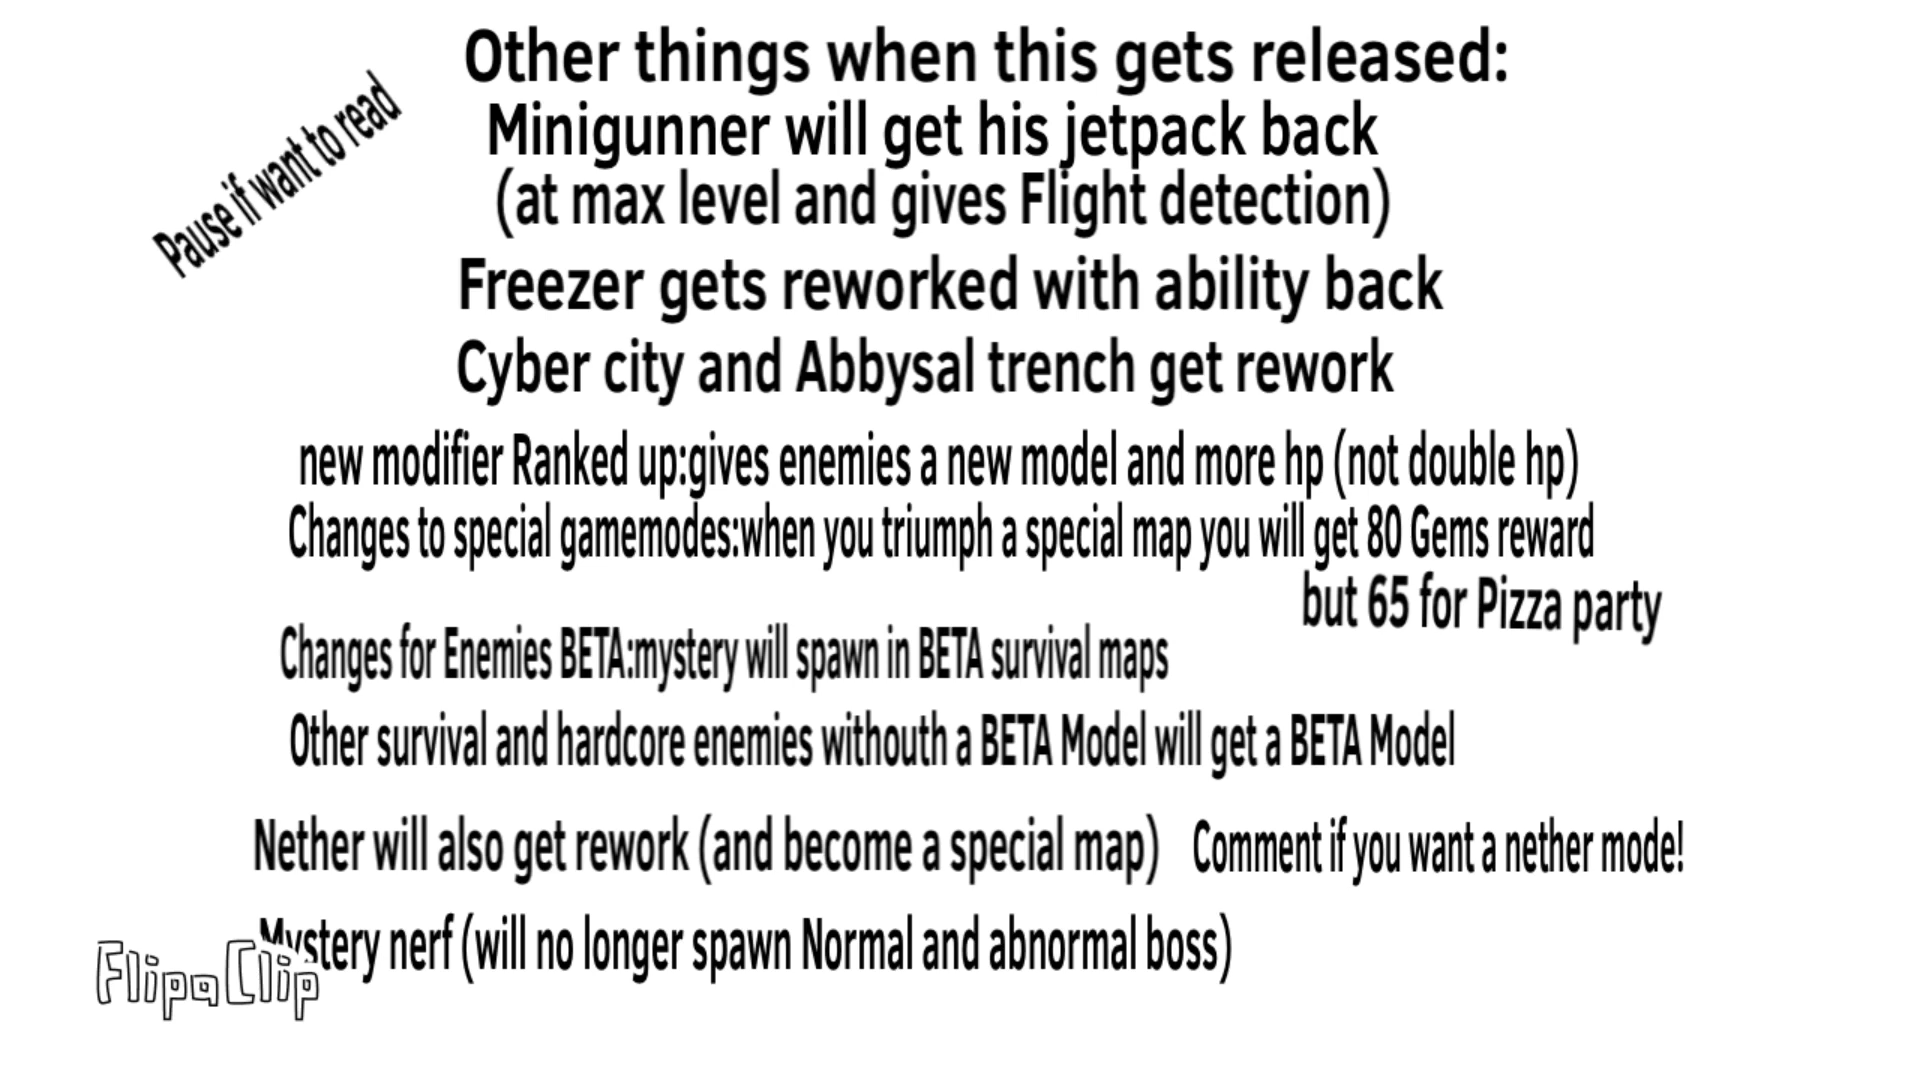 Other things when this gets released:
Pause if want to read
Minigunner will get his jetpack back
(at max level and gives Flight detection)
Freezer gets reworked with ability back
Cyber city and Abbysal trench get rework
new modifier Ranked up:gives enemies a new model and more hp (not double hp)
Changes to special gamemodes:when you triumph a special map you will get 80 Gems reward
but 65 for Pizza party
Changes for Enemies BETA:mystery will spawn in BETA survival maps
Other survival and hardcore enemies withouth a BETA Model will get a BETA Model
Nether will also get rework (and become a special map) Comment if you want a nether mode!
Mystery nerf (will no longer spawn Normal and abnormal boss)
FlipaClip